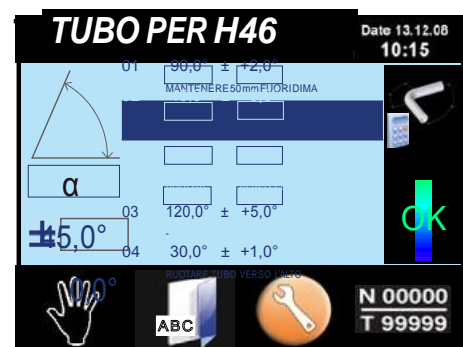 TUBO PER H46
Date 13.12.08
10:15
01 90,0° ± +2,0°
MANTENERE 50mm FUORI DIMA
α
03 120,0° ± +5,0°
-
OK
04 30,0° ± +1,0°
RUOTARE TUBO VERSO L'ALTO
0,0°
ABC
N 00000
T 99999